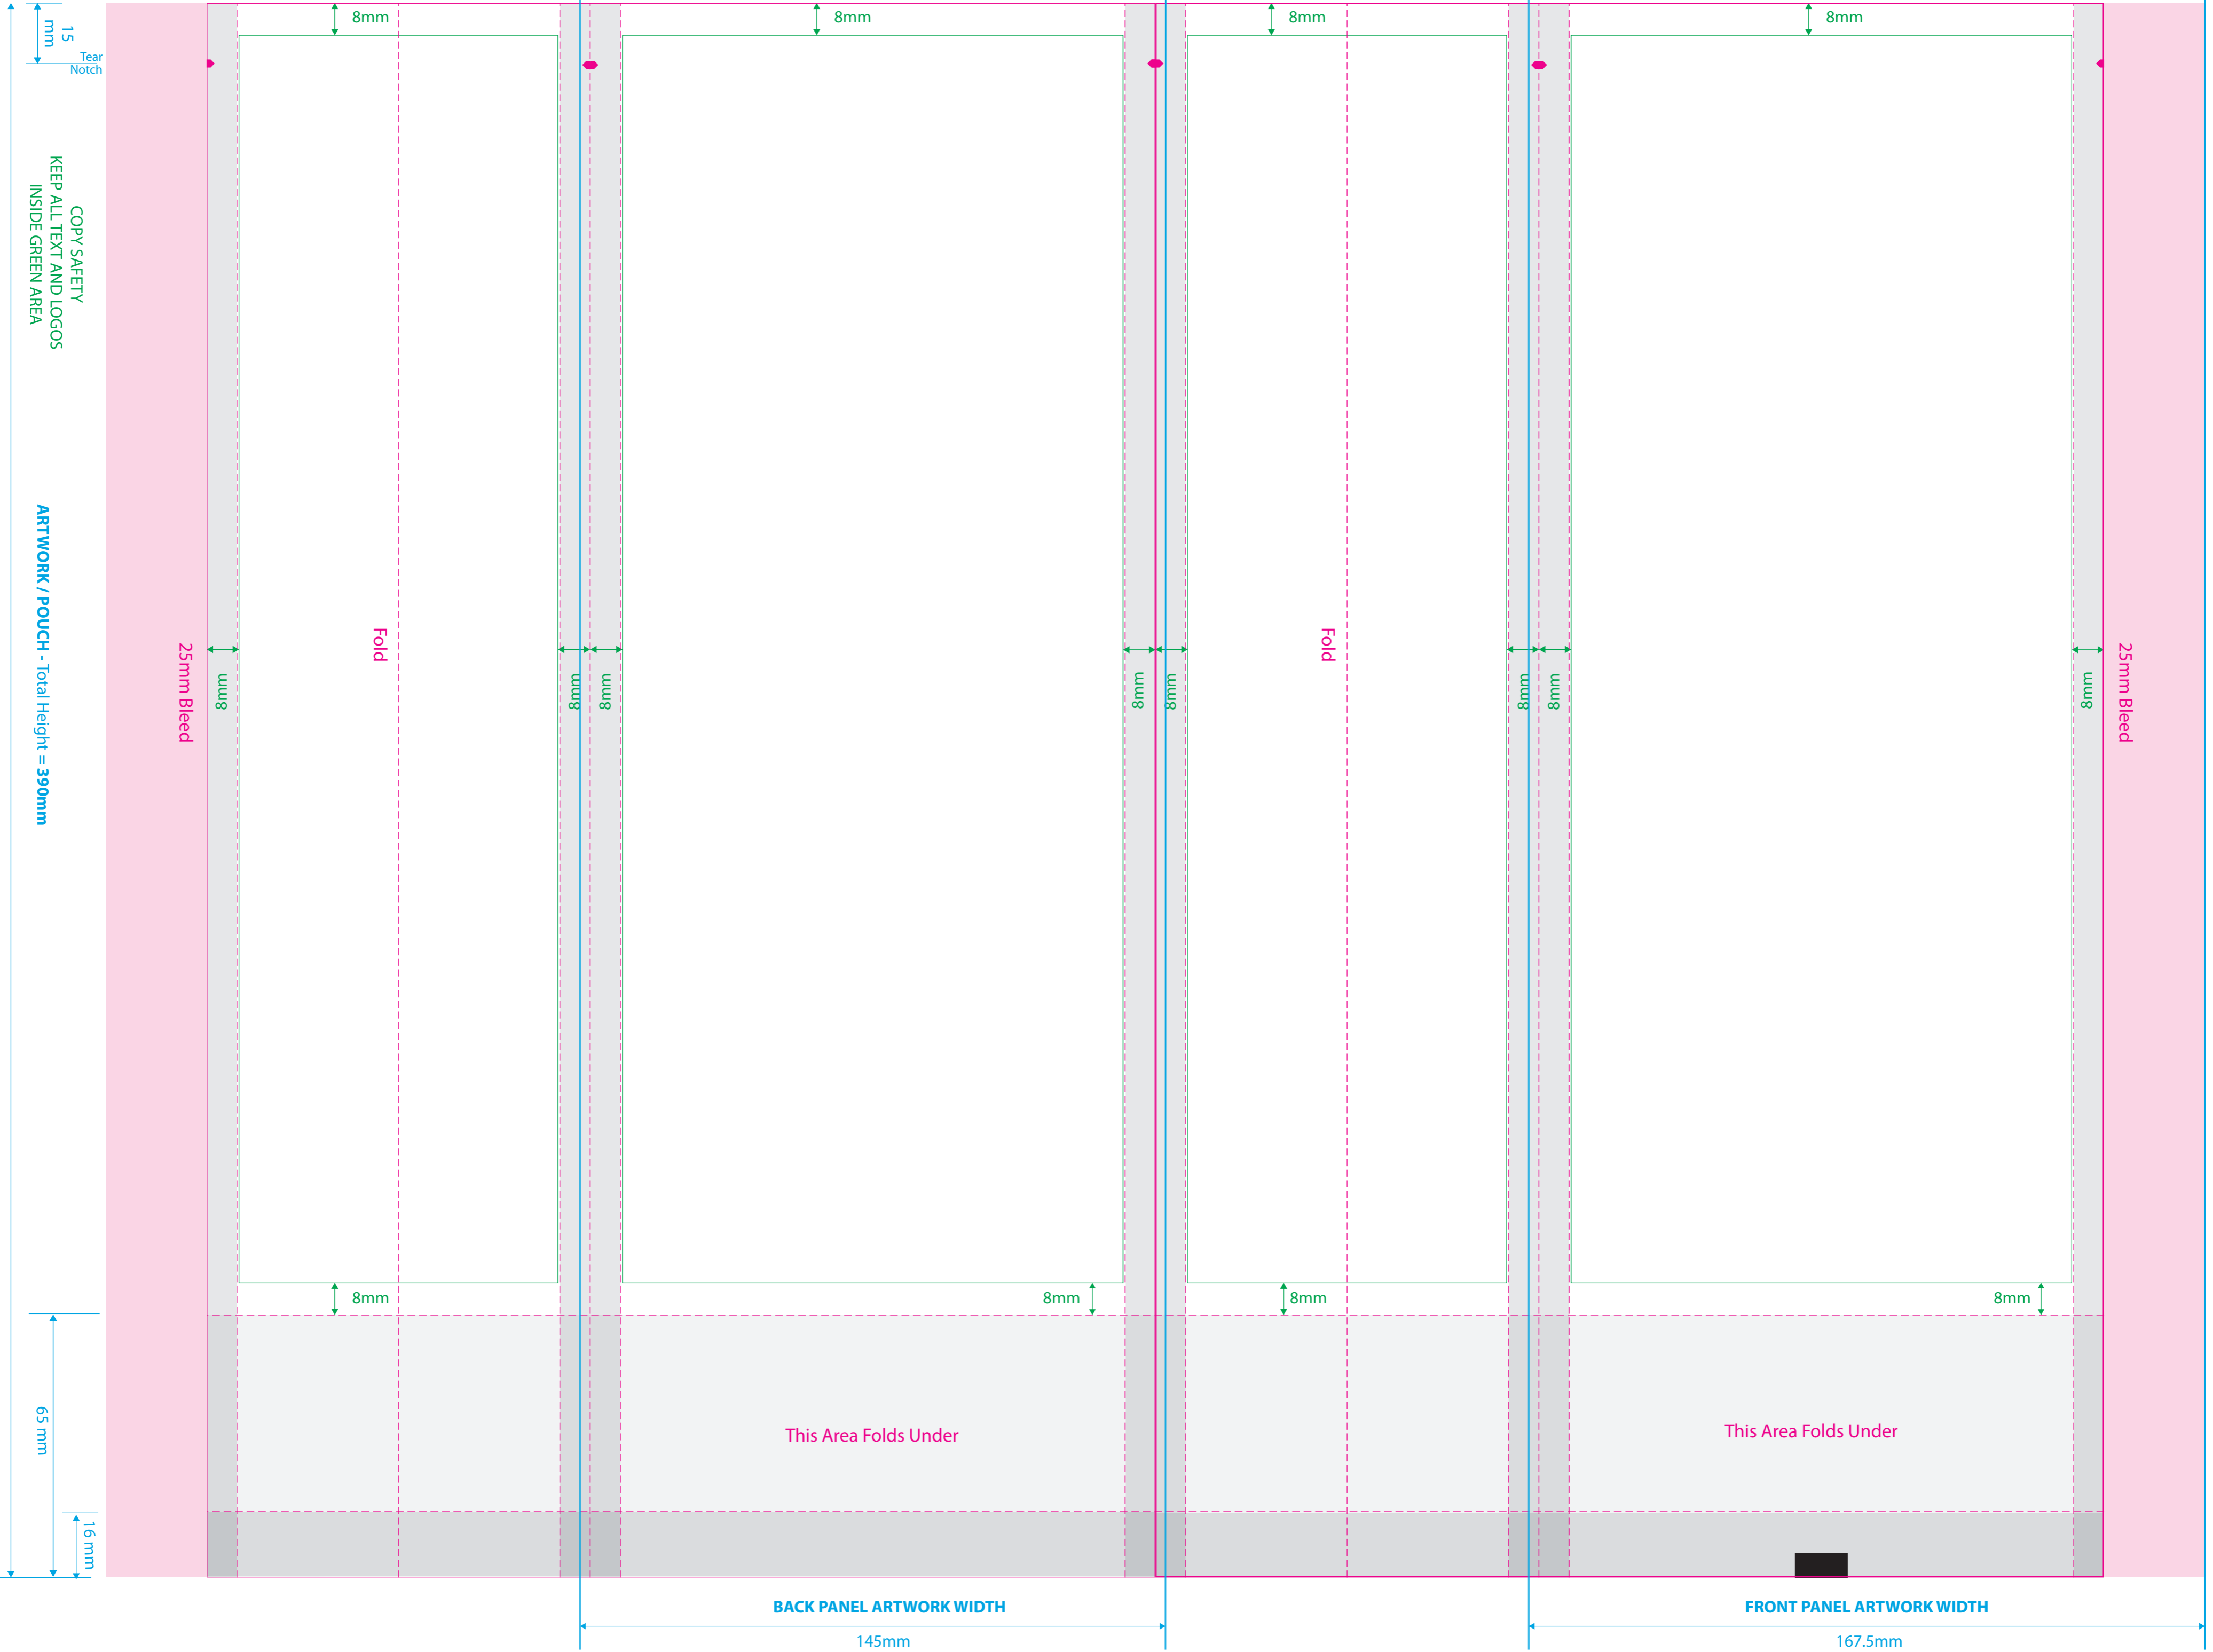 8mm
8mm
8mm
8mm
15
mm
Tear
Notch
COPY SAFETY
KEEP ALL TEXT AND LOGOS
INSIDE GREEN AREA
ARTWORK / POUCH - Total Height = 390mm
25mm Bleed
Fold
Fold
25mm Bleed
8mm
8mm
8mm
8mm
8mm
8mm
8mm
8mm
8mm
8mm
8mm
8mm
65 mm
This Area Folds Under
This Area Folds Under
16 mm
BACK PANEL ARTWORK WIDTH
145mm
FRONT PANEL ARTWORK WIDTH
167.5mm